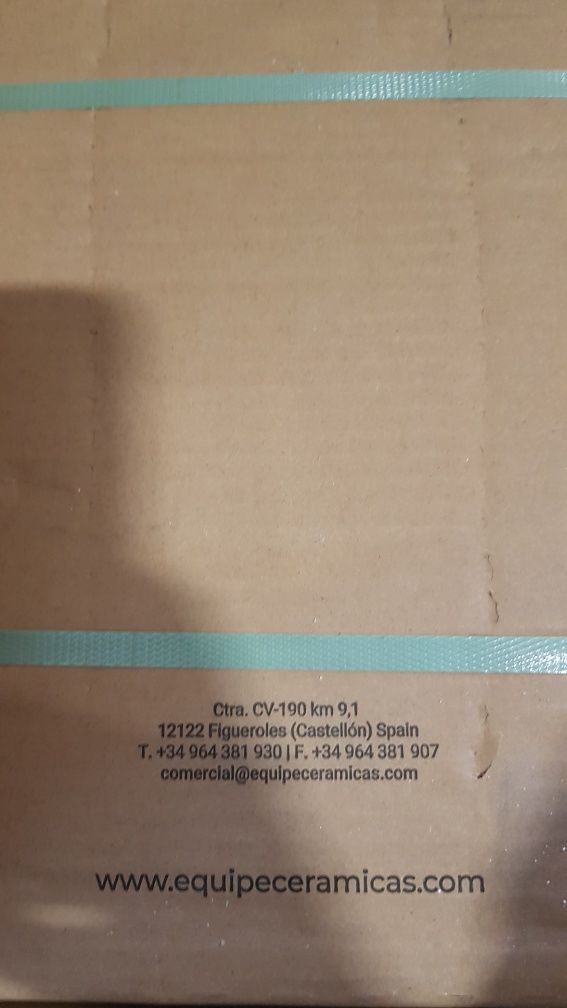 Ctra. CV-190 km 9,1
12122 Figueroles (Castellón) Spain
T. +34 964 381 930 | F. +34 964 381 907
comercial@equipeceramicas.com
www.equipeceramicas.com